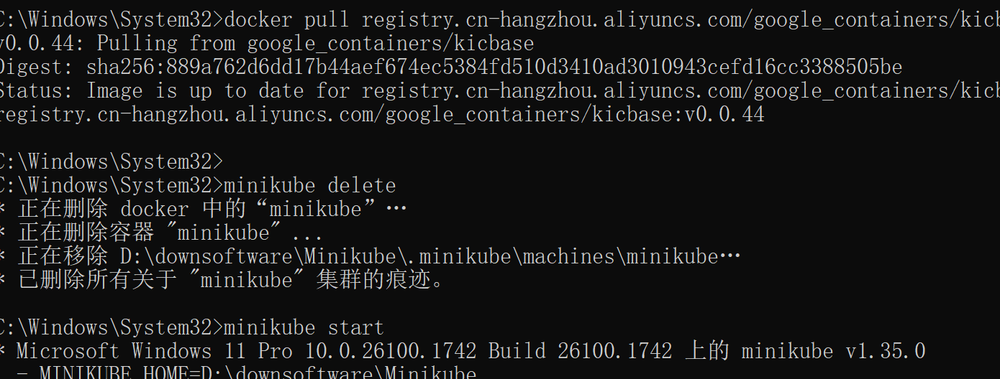 C:\Windows\System32>docker pull registry.cn-hangzhou.aliyuncs.com/google_containers/kicb
v0.0.44: Pulling from google_containers/kicbase
Digest: sha256:889a762d6dd17b44aef674ec5384fd510d3410ad3010943cefd16cc3388505be
Status: Image is up to date for registry.cn-hangzhou.aliyuncs.com/google_containers/kicb
registry.cn-hangzhou.aliyuncs.com/google_containers/kicbase:v0.0.44
C:\Windows\System32>
C:\Windows\System32>minikube delete
* 正在删除 docker 中的“minikube”…
* 正在删除容器 "minikube" ...
* 正在移除 D:\downsoftware\Minikube\.minikube\machines\minikube…
* 已删除所有关于 "minikube" 集群的痕迹。
C:\Windows\System32>minikube start
* Microsoft Windows 11 Pro 10.0.26100.1742 Build 26100.1742 上的 minikube v1.35.0
- MINIKUBE_HOME=D:\downsoftware\Minikube